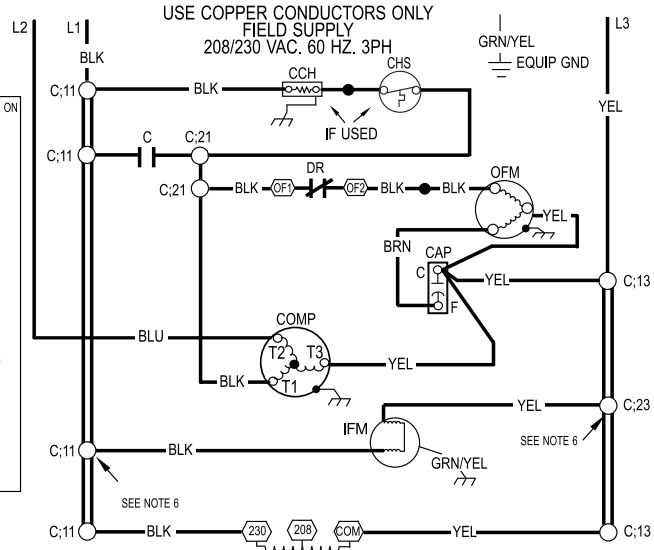 USE COPPER CONDUCTORS ONLY
FIELD SUPPLY
208/230 VAC. 60 HZ. 3PH
L2
L1
L3
GRN/YEL
EQUIP GND
BLK
CCH
CHS
C;11
BLK
ON
IF USED
YEL
C;11
C
C;21
DR
C;21
BLK
OF1
OF2
BLK
BLK
OFM
YEL
BRN
CAP
C
YEL
C;13
F
COMP
BLU
T2
T3
YEL
BLK
T1
YEL
C;23
IFM
SEE NOTE 6
C;11
BLK
GRN/YEL
SEE NOTE 6
C;11
BLK
230
208
COM
YEL
C;13